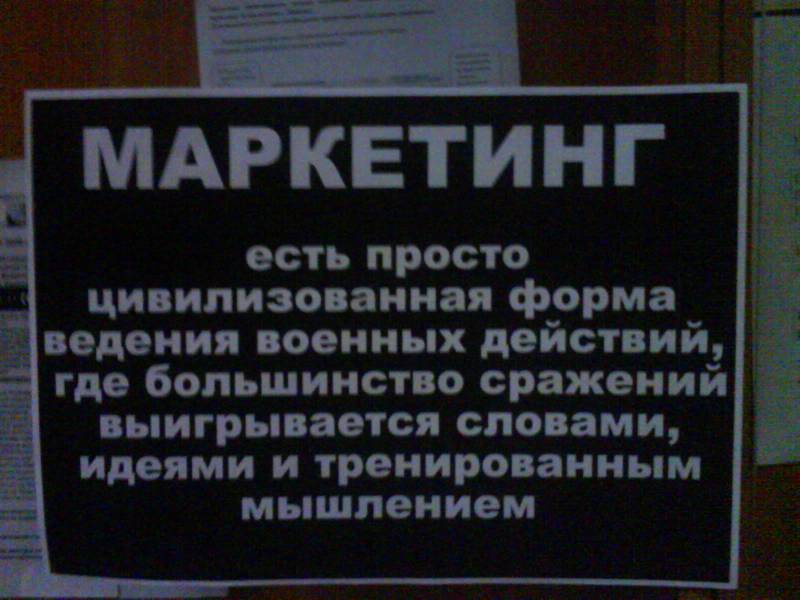 МАРКЕТИНГ
есть просто
цивилизованная форма
ведения военных действий,
где большинство сражений
выигрывается словами,
идеями и тренированным
мышлением